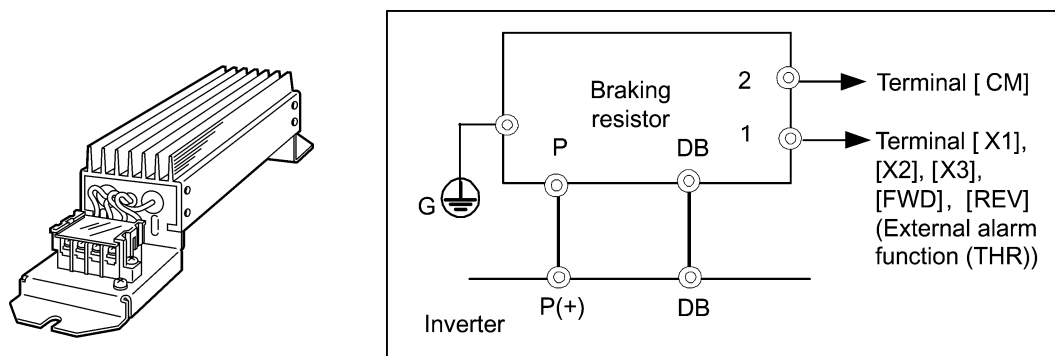 2
Terminal [ CM]
Braking
resistor
1
Terminal [ X1],
[X2], [X3],
[FWD], [REV]
(External alarm
function (THR))
P
DB
G
P(+)
DB
Inverter